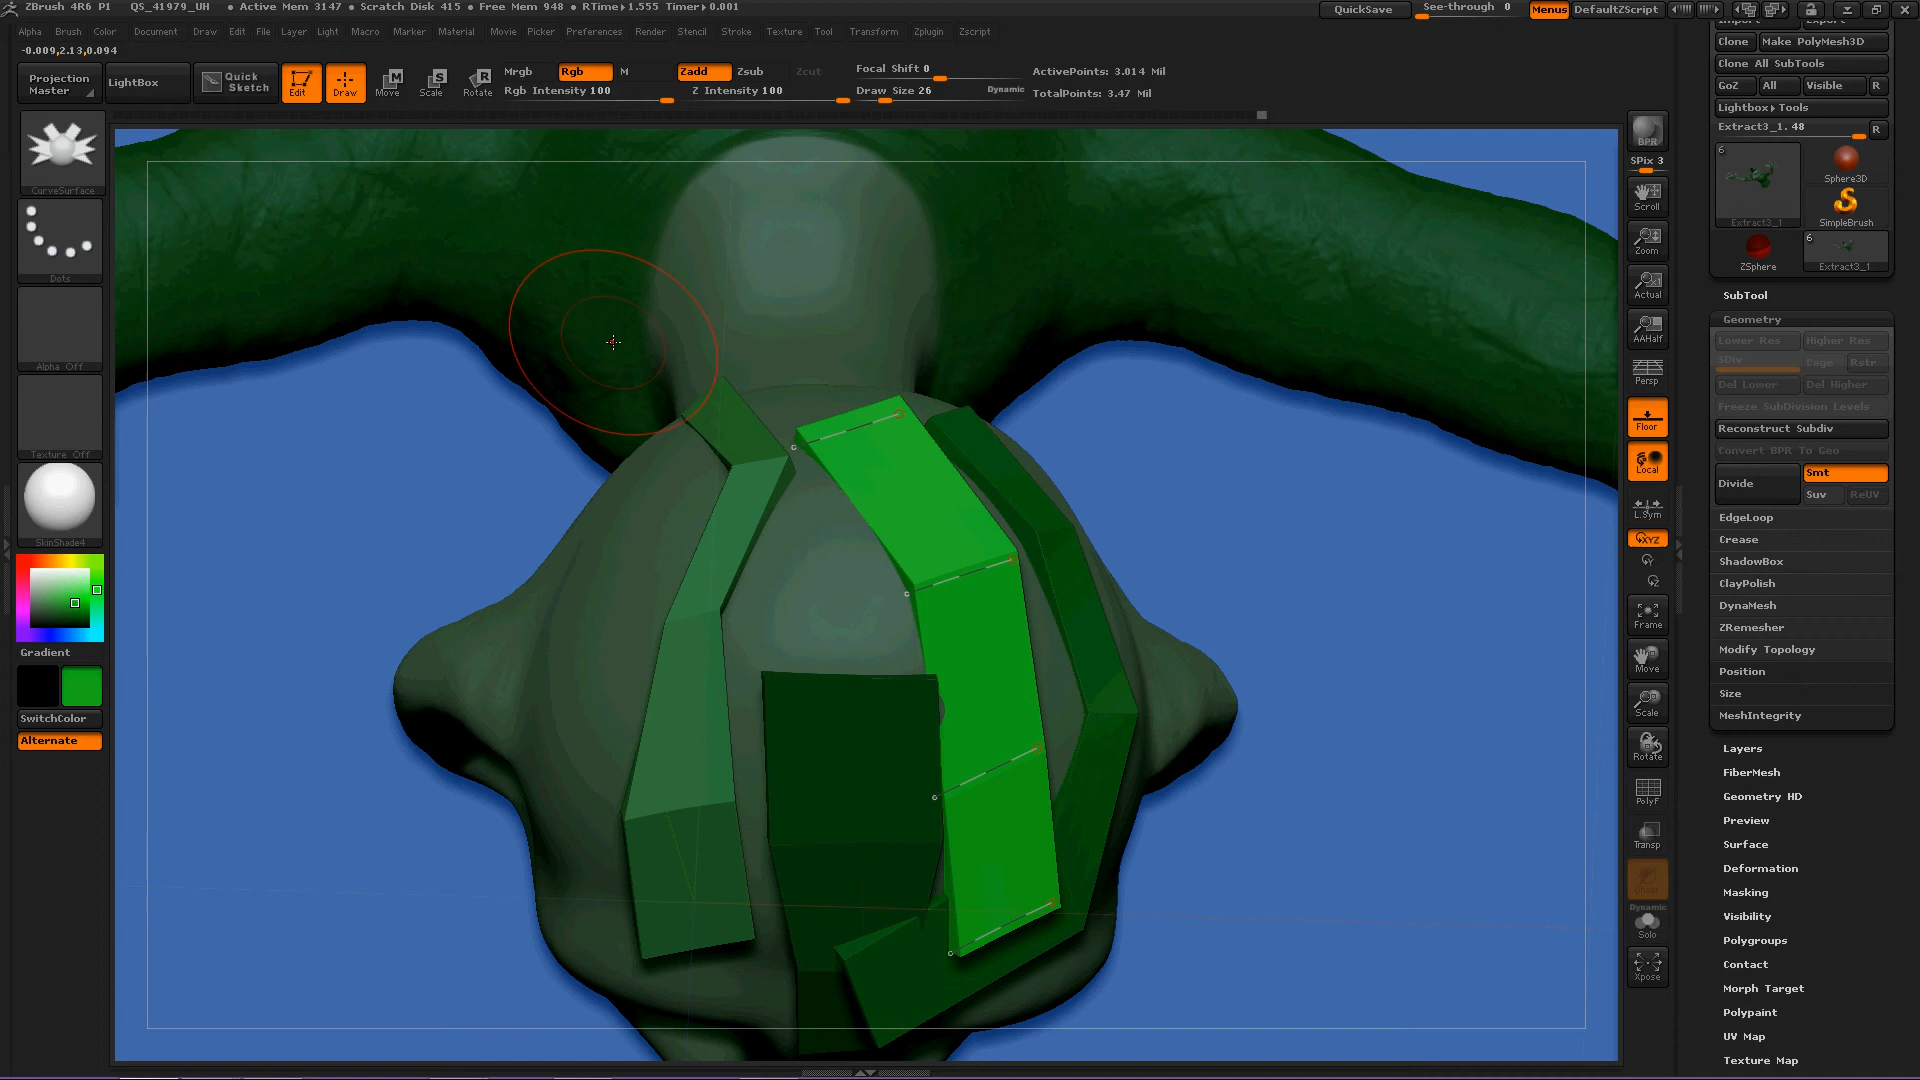 ZBrush 4R6 P1 QS_41979_UH • Active Mem 3147 • Scratch Disk 415 • Free Mem 948 • RTime▸1.555 Timer▸0.001 QuickSave See-through 0 Menus DefaultZScript
Alpha Brush Color Document Draw Edit File Layer Light Macro Marker Material Movie Picker Preferences Render Stencil Stroke Texture Tool Transform Zplugin Zscript
-0.009,2.13,0.094
Projection Master
LightBox
Quick Sketch
Edit
Draw
Move
Scale
Rotate
Mrgb Rgb M
Rgb Intensity 100
Zadd Zsub Zcut
Z Intensity 100
Focal Shift 0
Draw Size 26 Dynamic
ActivePoints: 3.014 Mil
TotalPoints: 3.47 Mil
CurveSurface
Dots
Alpha Off
Texture Off
SkinShade4
Gradient
SwitchColor
Alternate
BPR
SPix 3
Scroll
Zoom
Actual
AAHalf
Persp
Floor
Local
L.Sym
XYZ
Y
Z
Frame
Move
Scale
Rotate
PolyF
Transp
Ghost
Dynamic
Solo
Xpose
Import Export
Clone Make PolyMesh3D
Clone All SubTools
GoZ All Visible R
Lightbox▸Tools
Extract3_1. 48 R
6
Extract3_1
Sphere3D
SimpleBrush
ZSphere
6
Extract3_1
SubTool
Geometry
Lower Res Higher Res
SDiv Cage Rstr
Del Lower Del Higher
Freeze SubDivision Levels
Reconstruct Subdiv
Convert BPR To Geo
Divide Smt
Suv ReUV
EdgeLoop
Crease
ShadowBox
ClayPolish
DynaMesh
ZRemesher
Modify Topology
Position
Size
MeshIntegrity
Layers
FiberMesh
Geometry HD
Preview
Surface
Deformation
Masking
Visibility
Polygroups
Contact
Morph Target
Polypaint
UV Map
Texture Map